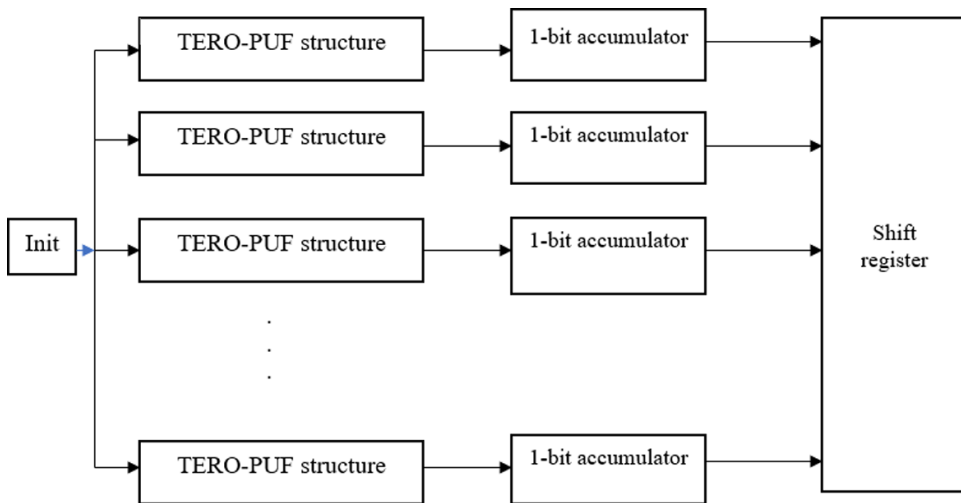 TERO-PUF structure
1-bit accumulator
TERO-PUF structure
1-bit accumulator
Init
TERO-PUF structure
1-bit accumulator
Shift
register
.
.
.
TERO-PUF structure
1-bit accumulator